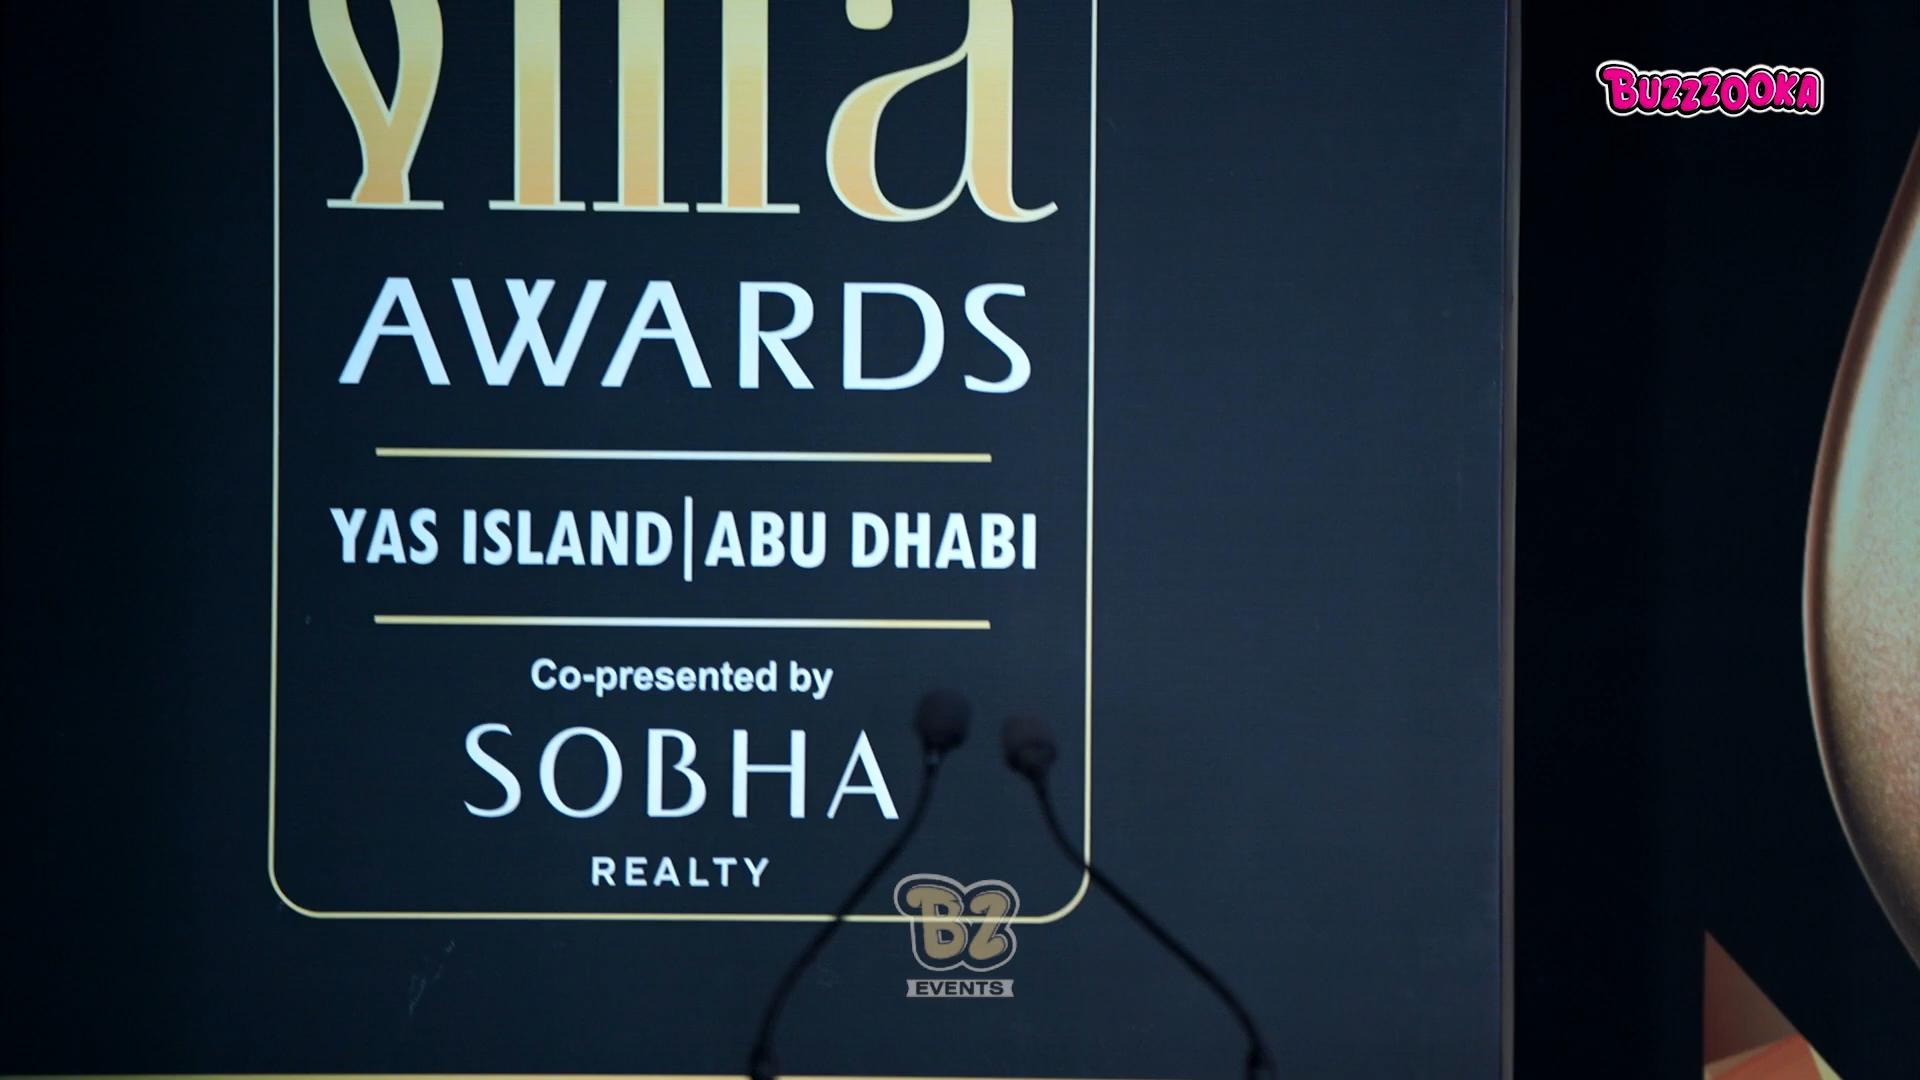 BUZZZOOKA
AWARDS
YAS ISLAND|ABU DHABI
Co-presented by
SOBHA
REALTY
BZ
EVENTS